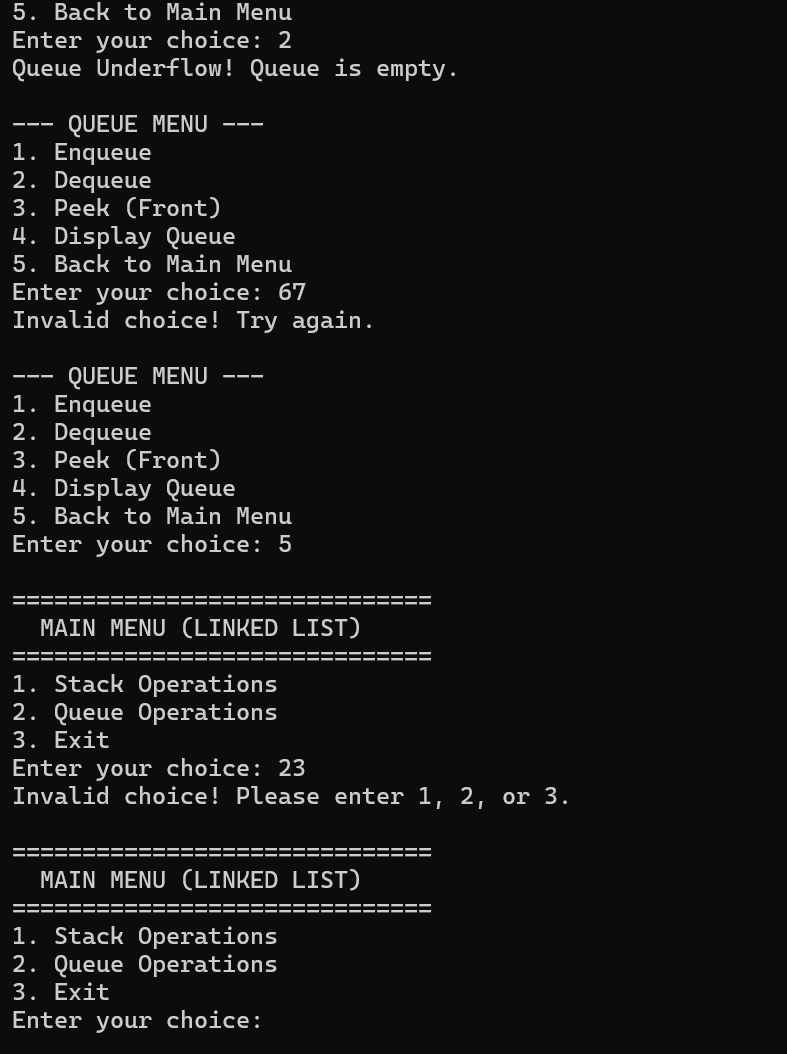 5. Back to Main Menu
Enter your choice: 2
Queue Underflow! Queue is empty.
--- QUEUE MENU ---
1. Enqueue
2. Dequeue
3. Peek (Front)
4. Display Queue
5. Back to Main Menu
Enter your choice: 67
Invalid choice! Try again.
--- QUEUE MENU ---
1. Enqueue
2. Dequeue
3. Peek (Front)
4. Display Queue
5. Back to Main Menu
Enter your choice: 5
==============================
  MAIN MENU (LINKED LIST)
==============================
1. Stack Operations
2. Queue Operations
3. Exit
Enter your choice: 23
Invalid choice! Please enter 1, 2, or 3.
==============================
  MAIN MENU (LINKED LIST)
==============================
1. Stack Operations
2. Queue Operations
3. Exit
Enter your choice: